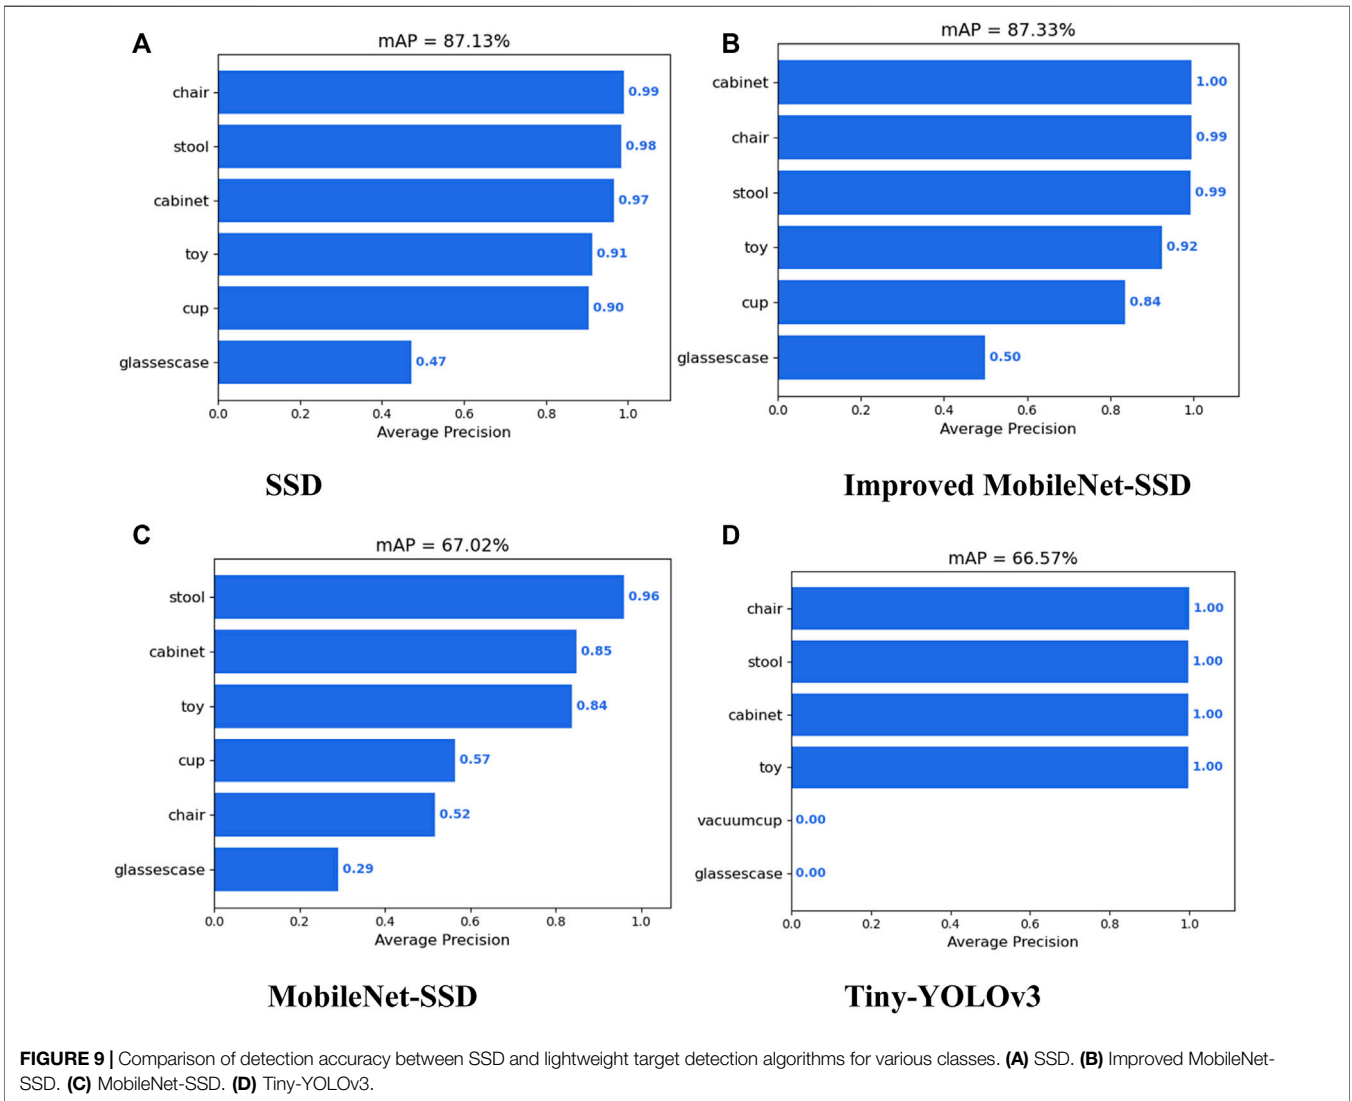 A
mAP = 87.13%
chair 0.99
stool 0.98
cabinet 0.97
toy 0.91
cup 0.90
glassescase 0.47
0.0 0.2 0.4 0.6 0.8 1.0
Average Precision
SSD
B
mAP = 87.33%
cabinet 1.00
chair 0.99
stool 0.99
toy 0.92
cup 0.84
glassescase 0.50
0.0 0.2 0.4 0.6 0.8 1.0
Average Precision
Improved MobileNet-SSD
C
mAP = 67.02%
stool 0.96
cabinet 0.85
toy 0.84
cup 0.57
chair 0.52
glassescase 0.29
0.0 0.2 0.4 0.6 0.8 1.0
Average Precision
MobileNet-SSD
D
mAP = 66.57%
chair 1.00
stool 1.00
cabinet 1.00
toy 1.00
vacuumcup 0.00
glassescase 0.00
0.0 0.2 0.4 0.6 0.8 1.0
Average Precision
Tiny-YOLOv3
FIGURE 9 | Comparison of detection accuracy between SSD and lightweight target detection algorithms for various classes. (A) SSD. (B) Improved MobileNet-
SSD. (C) MobileNet-SSD. (D) Tiny-YOLOv3.